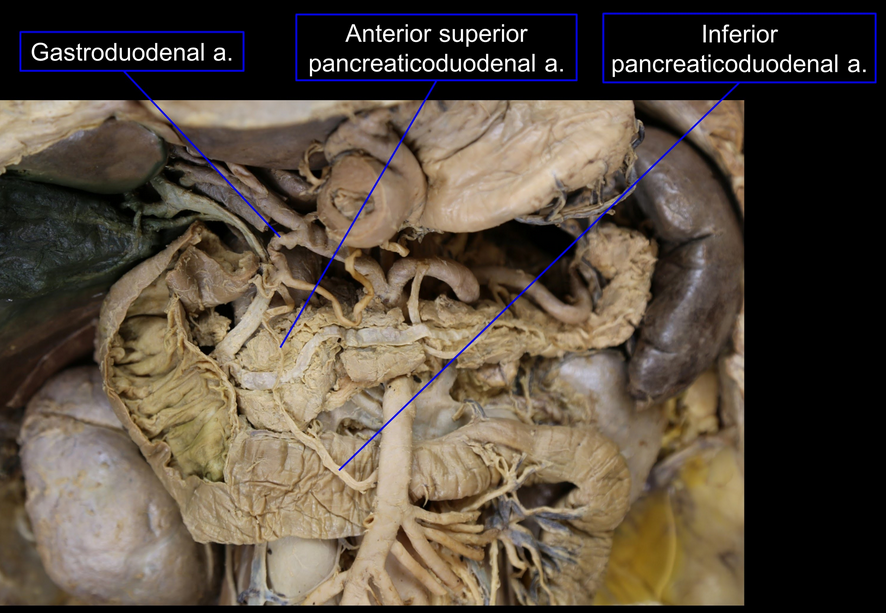 Gastroduodenal a.
Anterior superior
pancreaticoduodenal a.
Inferior
pancreaticoduodenal a.